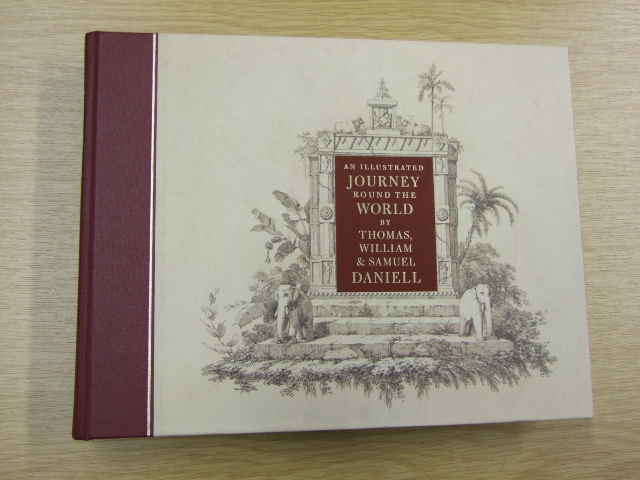 AN ILLUSTRATED
JOURNEY
ROUND THE
WORLD
BY
THOMAS,
WILLIAM
& SAMUEL
DANIELL